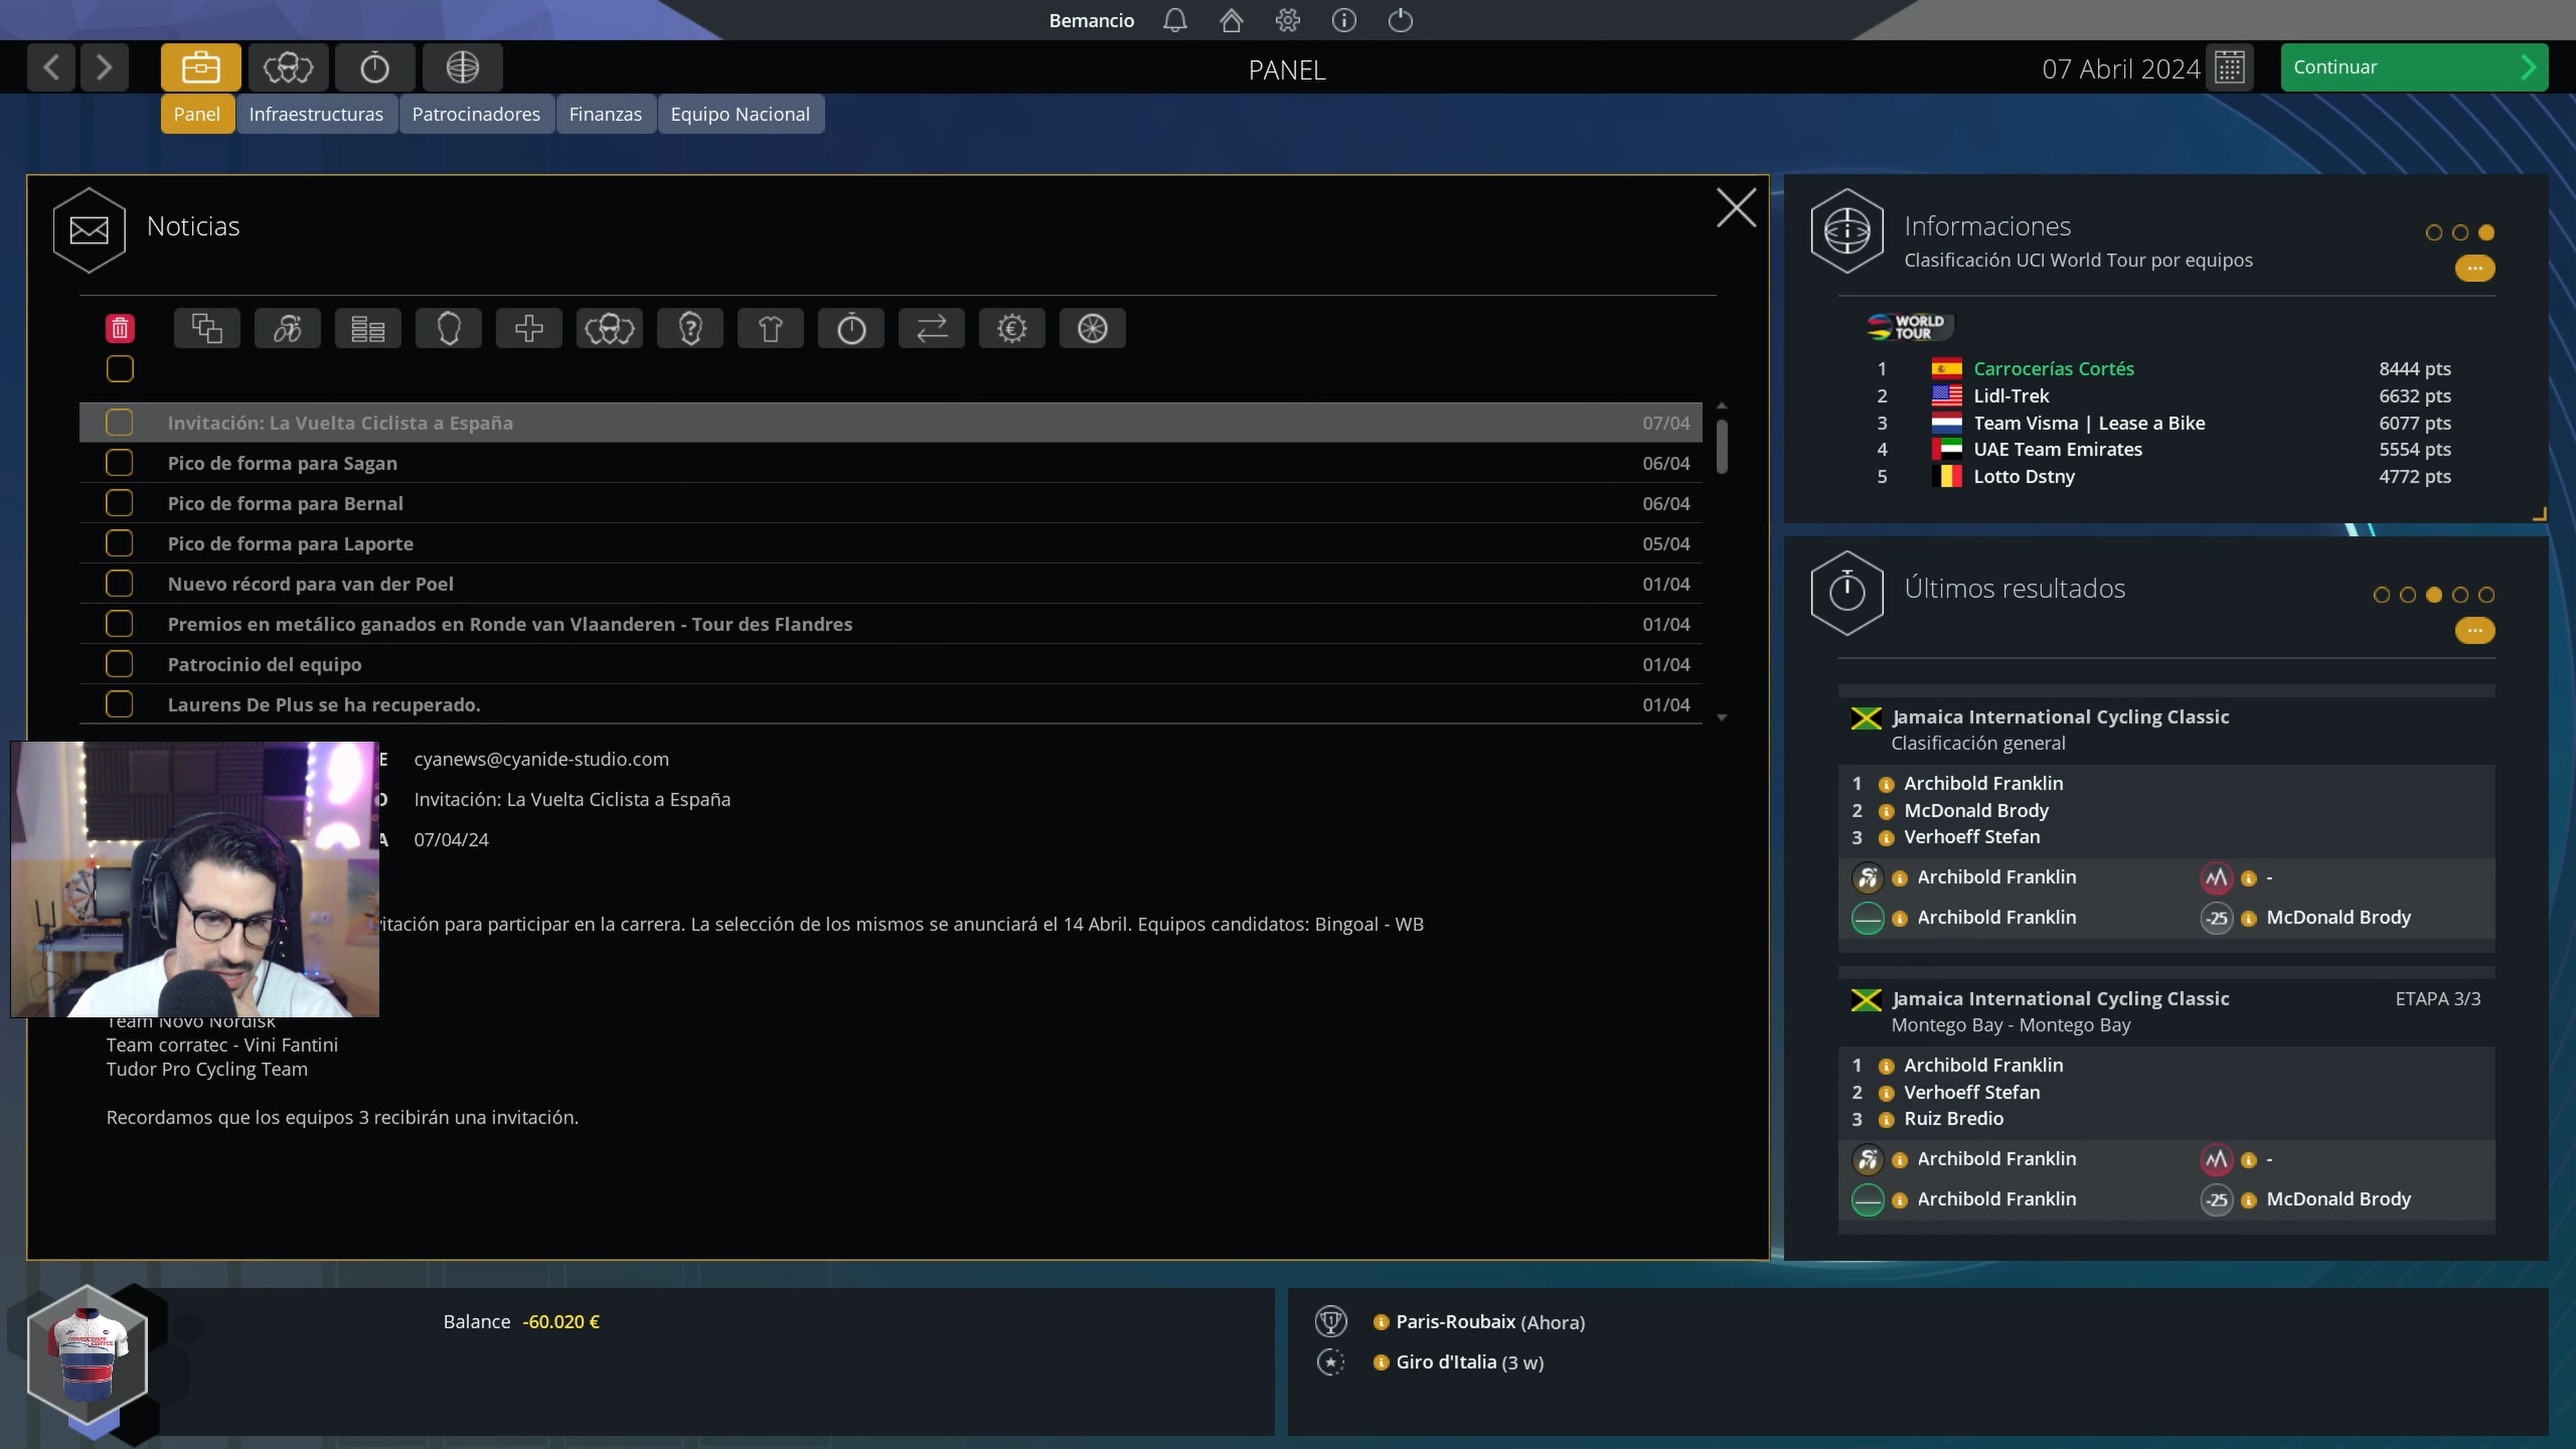 Bemancio
PANEL
07 Abril 2024
Continuar
Panel
Infraestructuras
Patrocinadores
Finanzas
Equipo Nacional
Noticias
Invitación: La Vuelta Ciclista a España 07/04
Pico de forma para Sagan 06/04
Pico de forma para Bernal 06/04
Pico de forma para Laporte 05/04
Nuevo récord para van der Poel 01/04
Premios en metálico ganados en Ronde van Vlaanderen - Tour des Flandres 01/04
Patrocinio del equipo 01/04
Laurens De Plus se ha recuperado. 01/04
E cyanews@cyanide-studio.com
Invitación: La Vuelta Ciclista a España
A 07/04/24
vitación para participar en la carrera. La selección de los mismos se anunciará el 14 Abril. Equipos candidatos: Bingoal - WB
Team Novo Nordisk
Team corratec - Vini Fantini
Tudor Pro Cycling Team
Recordamos que los equipos 3 recibirán una invitación.
Informaciones
Clasificación UCI World Tour por equipos
...
WORLD
TOUR
1 Carrocerías Cortés 8444 pts
2 Lidl-Trek 6632 pts
3 Team Visma | Lease a Bike 6077 pts
4 UAE Team Emirates 5554 pts
5 Lotto Dstny 4772 pts
Últimos resultados
...
Jamaica International Cycling Classic
Clasificación general
1 Archibold Franklin
2 McDonald Brody
3 Verhoeff Stefan
Archibold Franklin -
Archibold Franklin -25 McDonald Brody
Jamaica International Cycling Classic ETAPA 3/3
Montego Bay - Montego Bay
1 Archibold Franklin
2 Verhoeff Stefan
3 Ruiz Bredio
Archibold Franklin -
Archibold Franklin -25 McDonald Brody
Balance -60.020 €
Paris-Roubaix (Ahora)
Giro d'Italia (3 w)